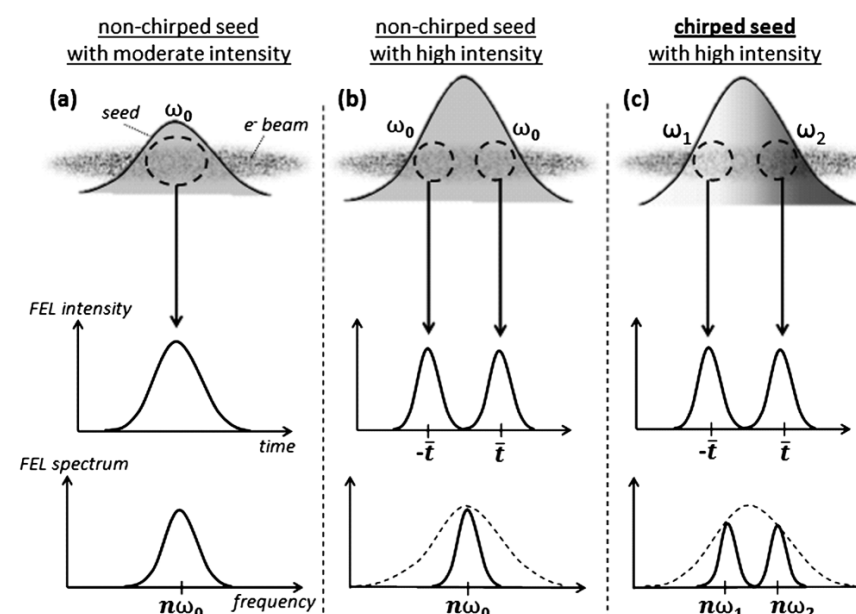 non-chirped seed
with moderate intensity
non-chirped seed
with high intensity
chirped seed
with high intensity
(a)
seed
ω₀
e⁻ beam
(b)
ω₀
ω₀
(c)
ω₁
ω₂
FEL intensity
time
-t̄
t̄
-t̄
t̄
FEL spectrum
nω₀
frequency
nω₀
nω₁
nω₂